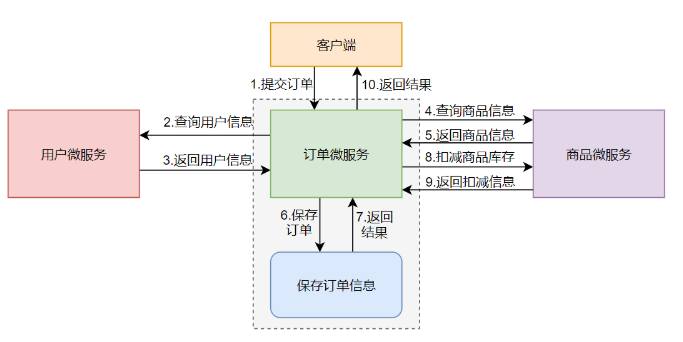 客户端
1.提交订单
10.返回结果
2.查询用户信息
4.查询商品信息
用户微服务
订单微服务
商品微服务
5.返回商品信息
3.返回用户信息
8.扣减商品库存
9.返回扣减信息
6.保存
订单
7.返回
结果
保存订单信息